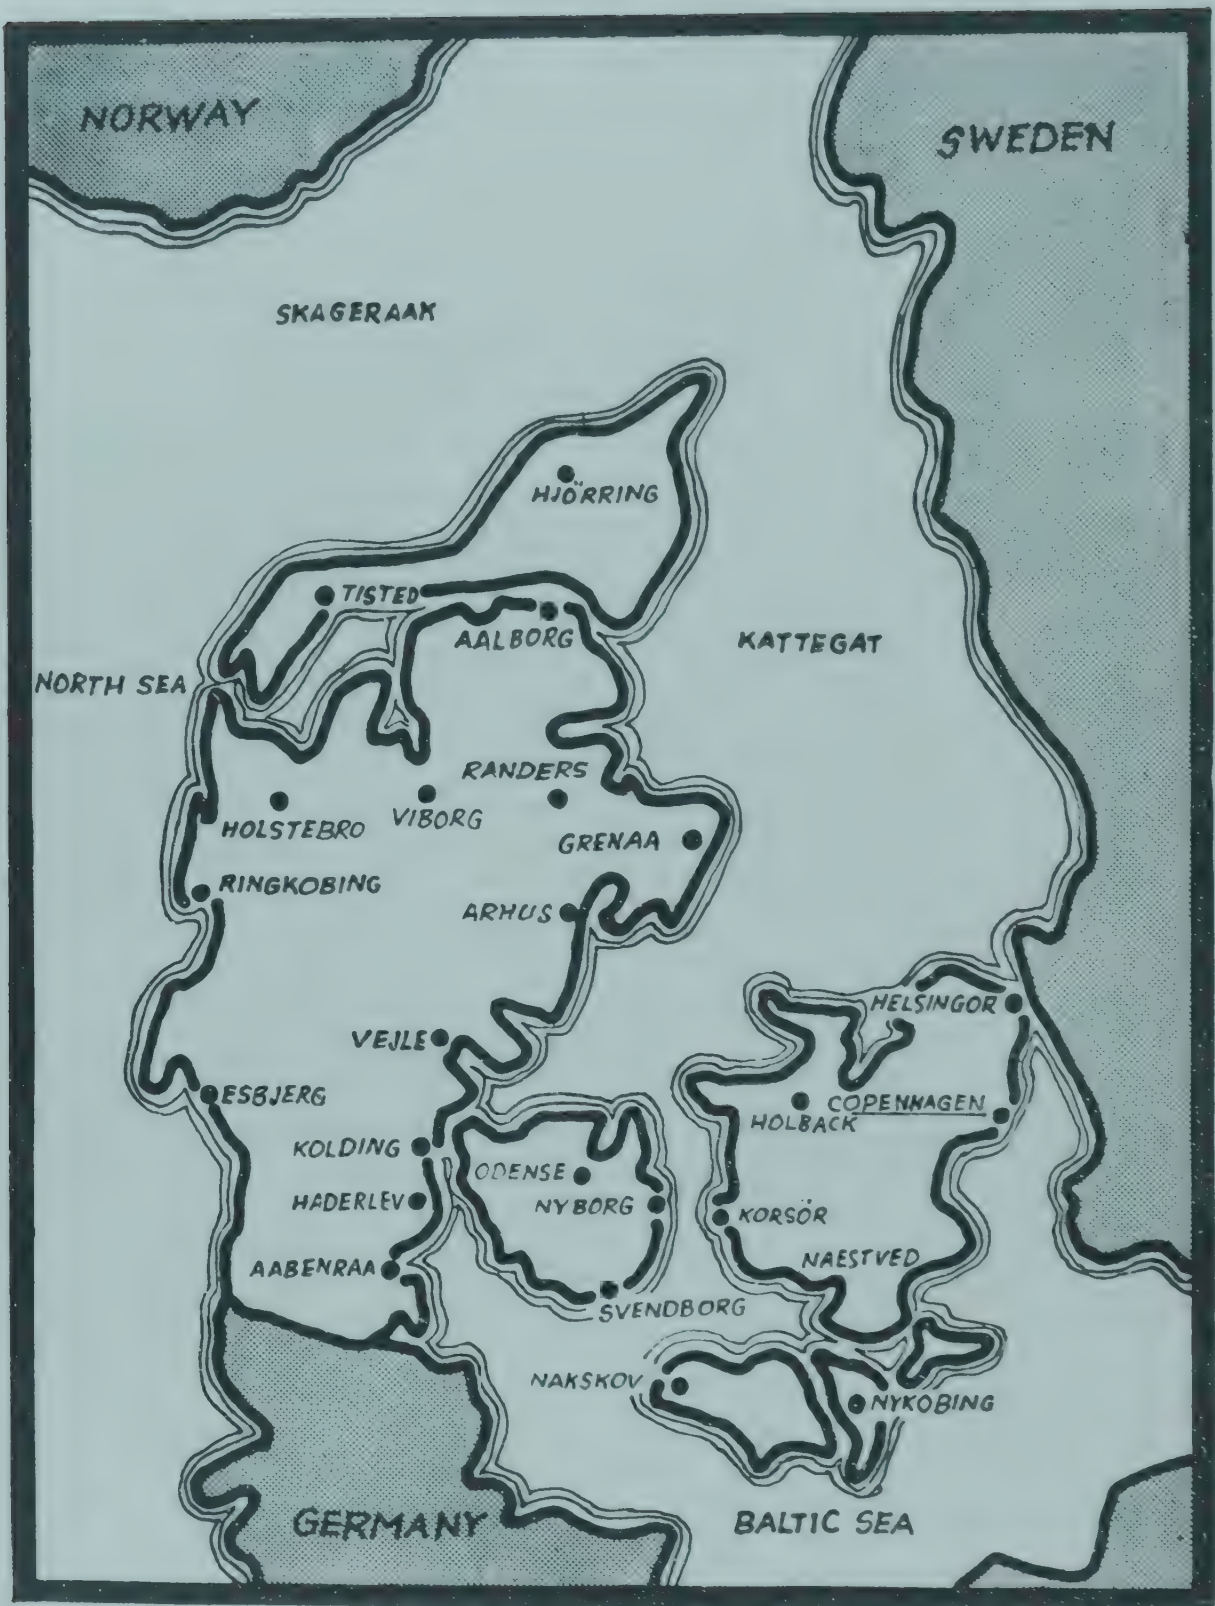 NORWAY
SWEDEN
SKAGERAAK
HJÖRRING
TISTED
AALBORG
KATTEGAT
NORTH SEA
RANDERS
HOLSTEBRO
VIBORG
GRENAA
RINGKOBING
ARHUS
HELSINGOR
VEJLE
ESBJERG
COPENHAGEN
HOLBACK
KOLDING
ODENSE
HADERLEV
NYBORG
KORSÖR
AABENRAA
NAESTVED
SVENDBORG
NAKSKOV
NYKOBING
GERMANY
BALTIC SEA